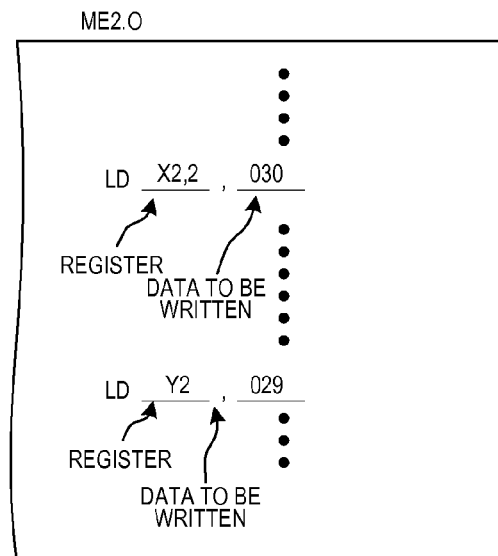 ME2.O
LD X2,2 , 030
REGISTER
DATA TO BE
WRITTEN
LD Y2 , 029
REGISTER
DATA TO BE
WRITTEN